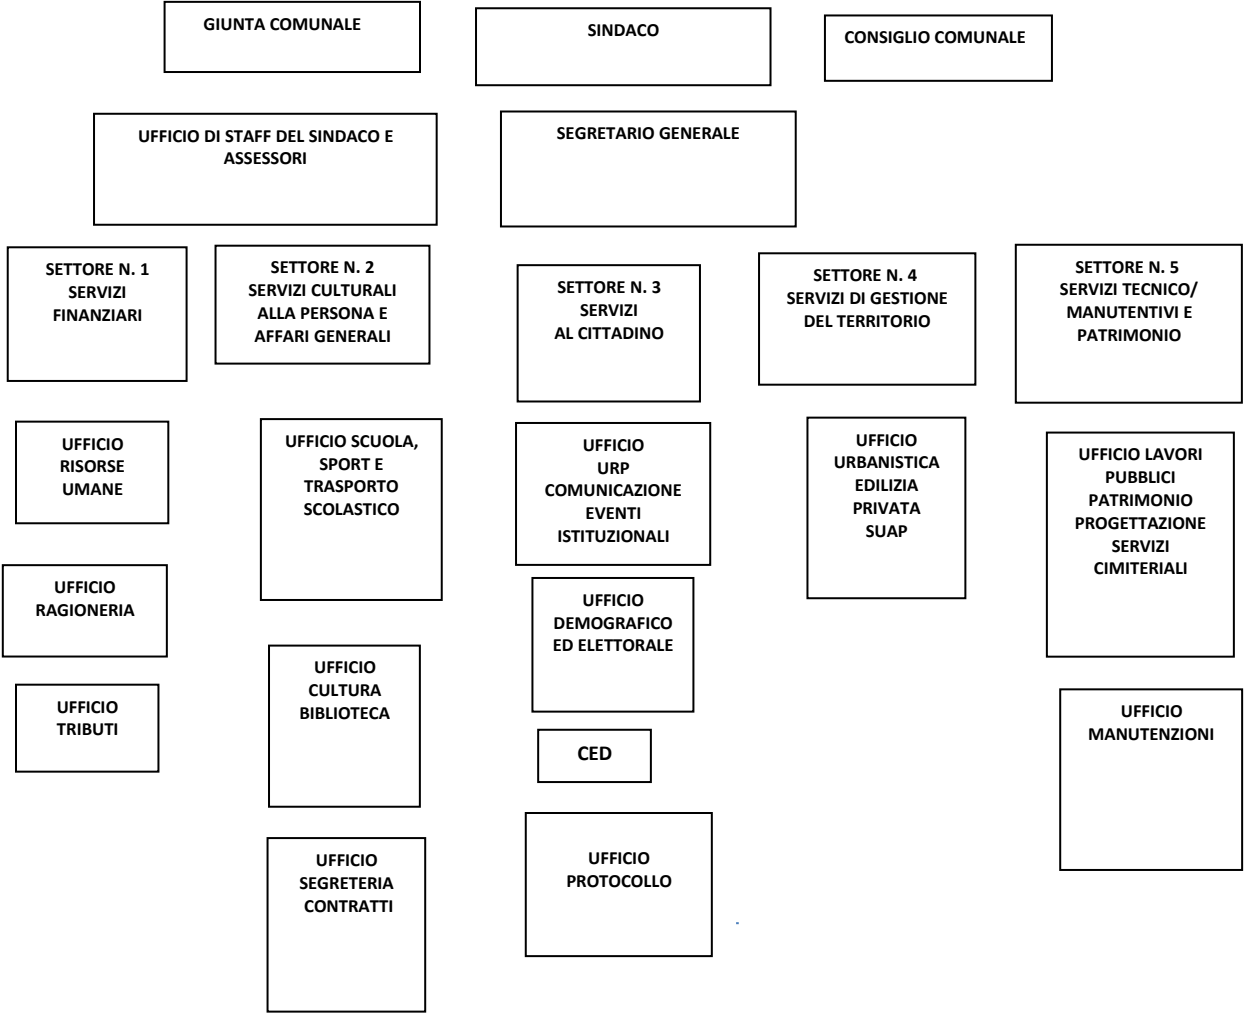 GIUNTA COMUNALE
SINDACO
CONSIGLIO COMUNALE
UFFICIO DI STAFF DEL SINDACO E
ASSESSORI
SEGRETARIO GENERALE
SETTORE N. 1
SERVIZI
FINANZIARI
SETTORE N. 2
SERVIZI CULTURALI
ALLA PERSONA E
AFFARI GENERALI
SETTORE N. 3
SERVIZI
AL CITTADINO
SETTORE N. 4
SERVIZI DI GESTIONE
DEL TERRITORIO
SETTORE N. 5
SERVIZI TECNICO/
MANUTENTIVI E
PATRIMONIO
UFFICIO
RISORSE
UMANE
UFFICIO SCUOLA,
SPORT E
TRASPORTO
SCOLASTICO
UFFICIO
URP
COMUNICAZIONE
EVENTI
ISTITUZIONALI
UFFICIO
URBANISTICA
EDILIZIA
PRIVATA
SUAP
UFFICIO LAVORI
PUBBLICI
PATRIMONIO
PROGETTAZIONE
SERVIZI
CIMITERIALI
UFFICIO
RAGIONERIA
UFFICIO
DEMOGRAFICO
ED ELETTORALE
UFFICIO
CULTURA
BIBLIOTECA
UFFICIO
TRIBUTI
UFFICIO
MANUTENZIONI
CED
UFFICIO
SEGRETERIA
CONTRATTI
UFFICIO
PROTOCOLLO